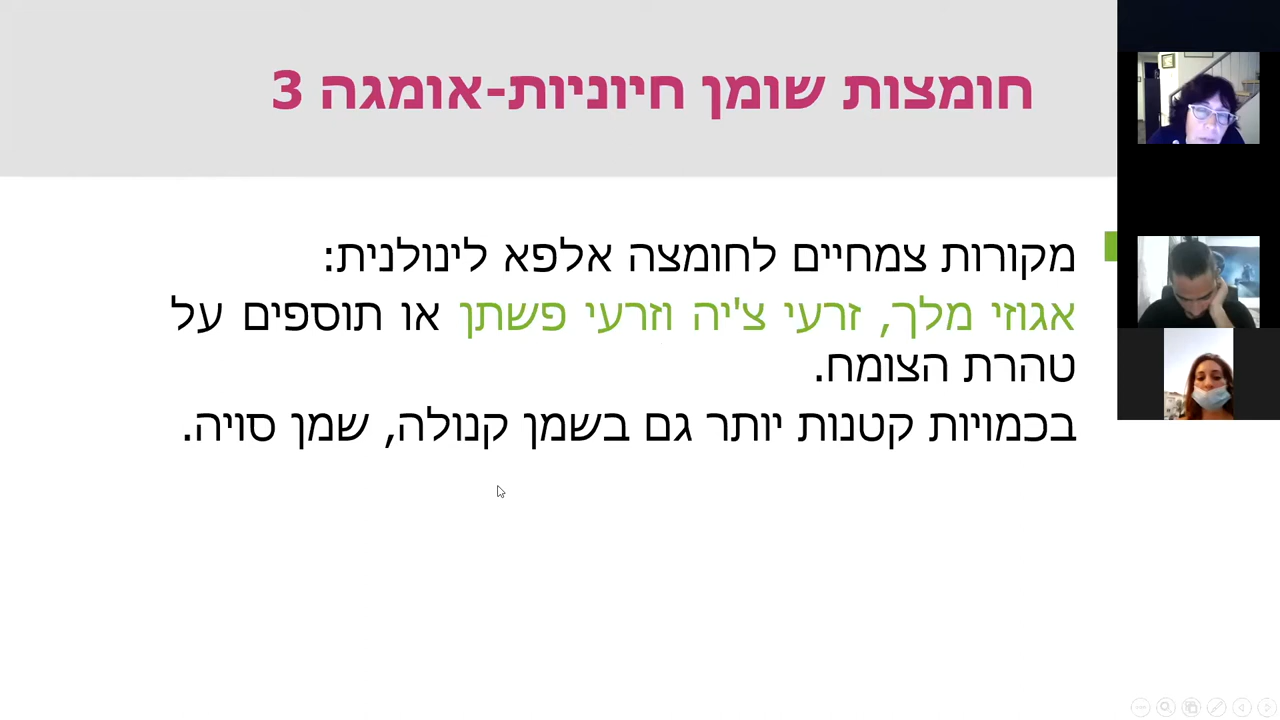 חומצות שומן חיוניות-אומגה 3
מקורות צמחיים לחומצה אלפא לינולנית:
אגוזי מלך, זרעי צ'יה וזרעי פשתן או תוספים על
טהרת הצומח.
בכמויות קטנות יותר גם בשמן קנולה, שמן סויה.